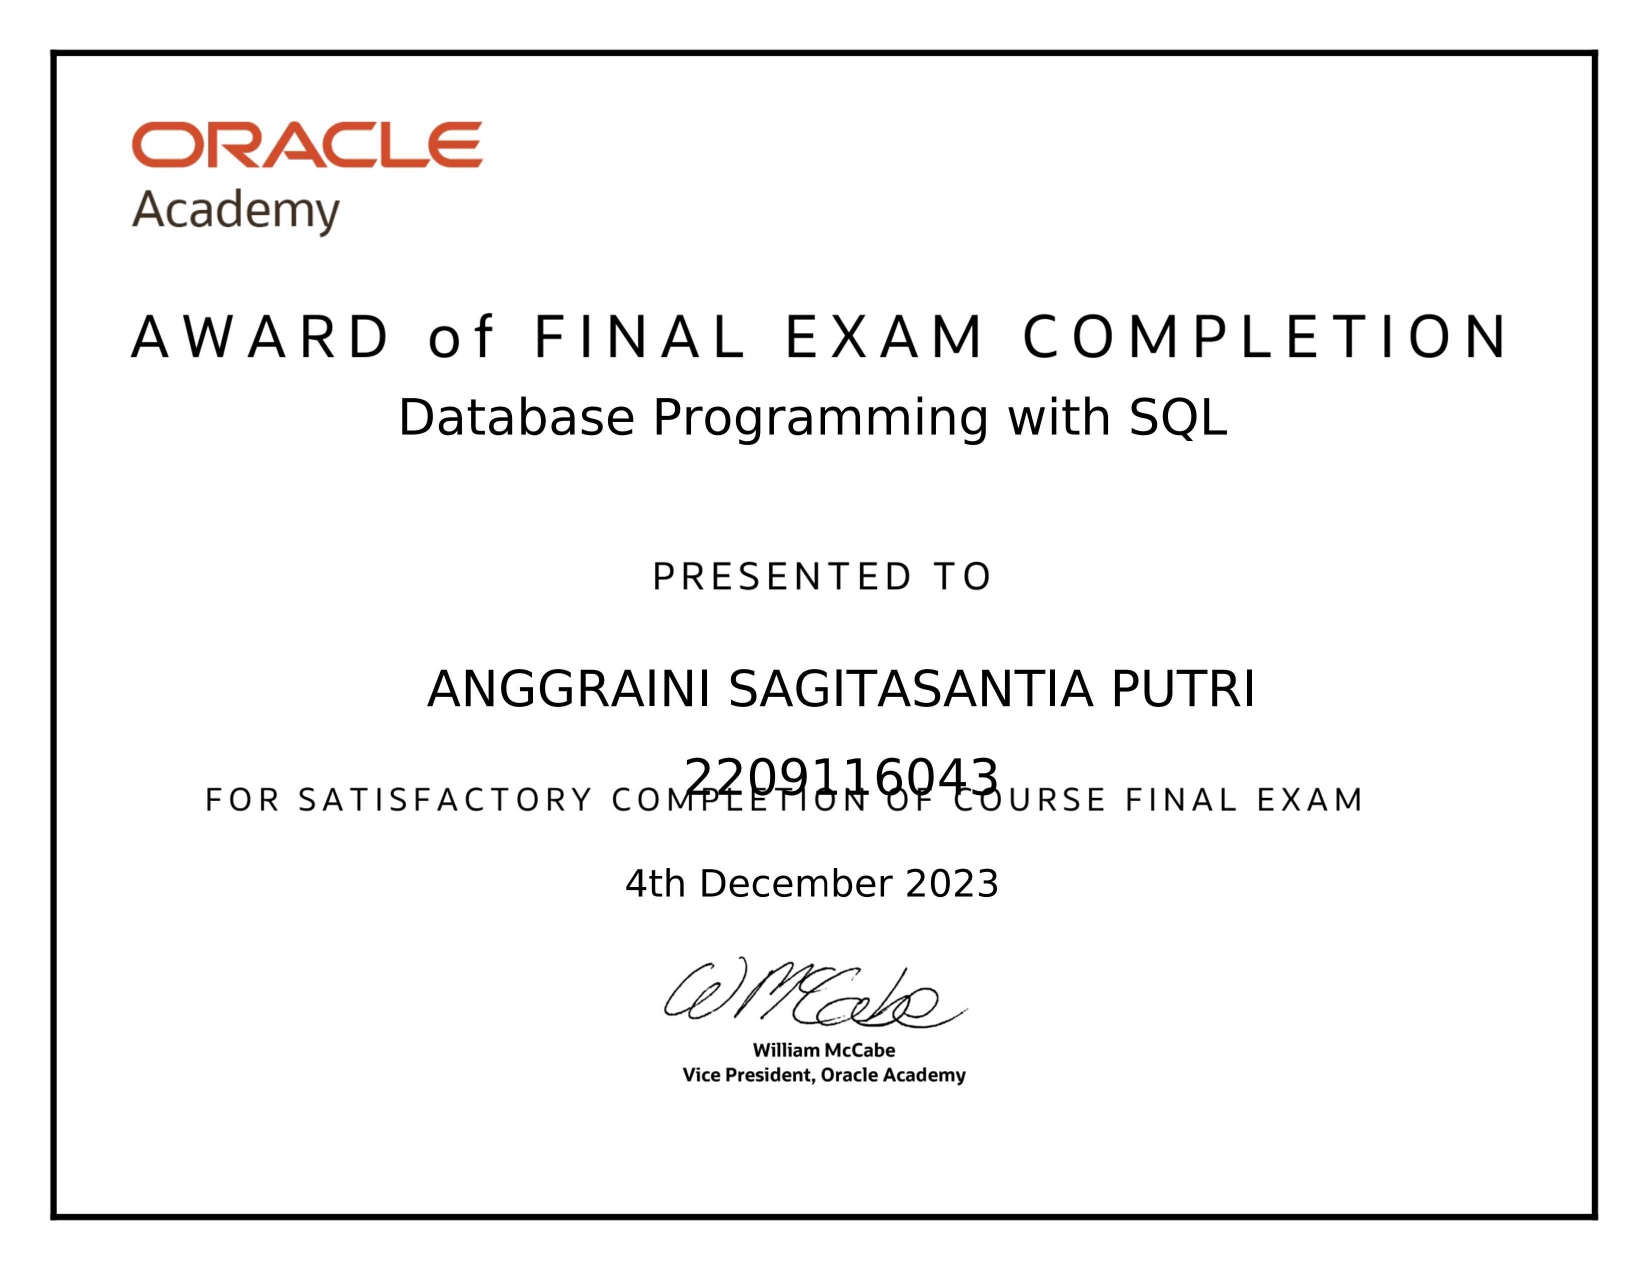 ORACLE
Academy
AWARD of FINAL EXAM COMPLETION
Database Programming with SQL
PRESENTED TO
ANGGRAINI SAGITASANTIA PUTRI
2209116043
FOR SATISFACTORY COMPLETION OF COURSE FINAL EXAM
4th December 2023
W McCabe
William McCabe
Vice President, Oracle Academy